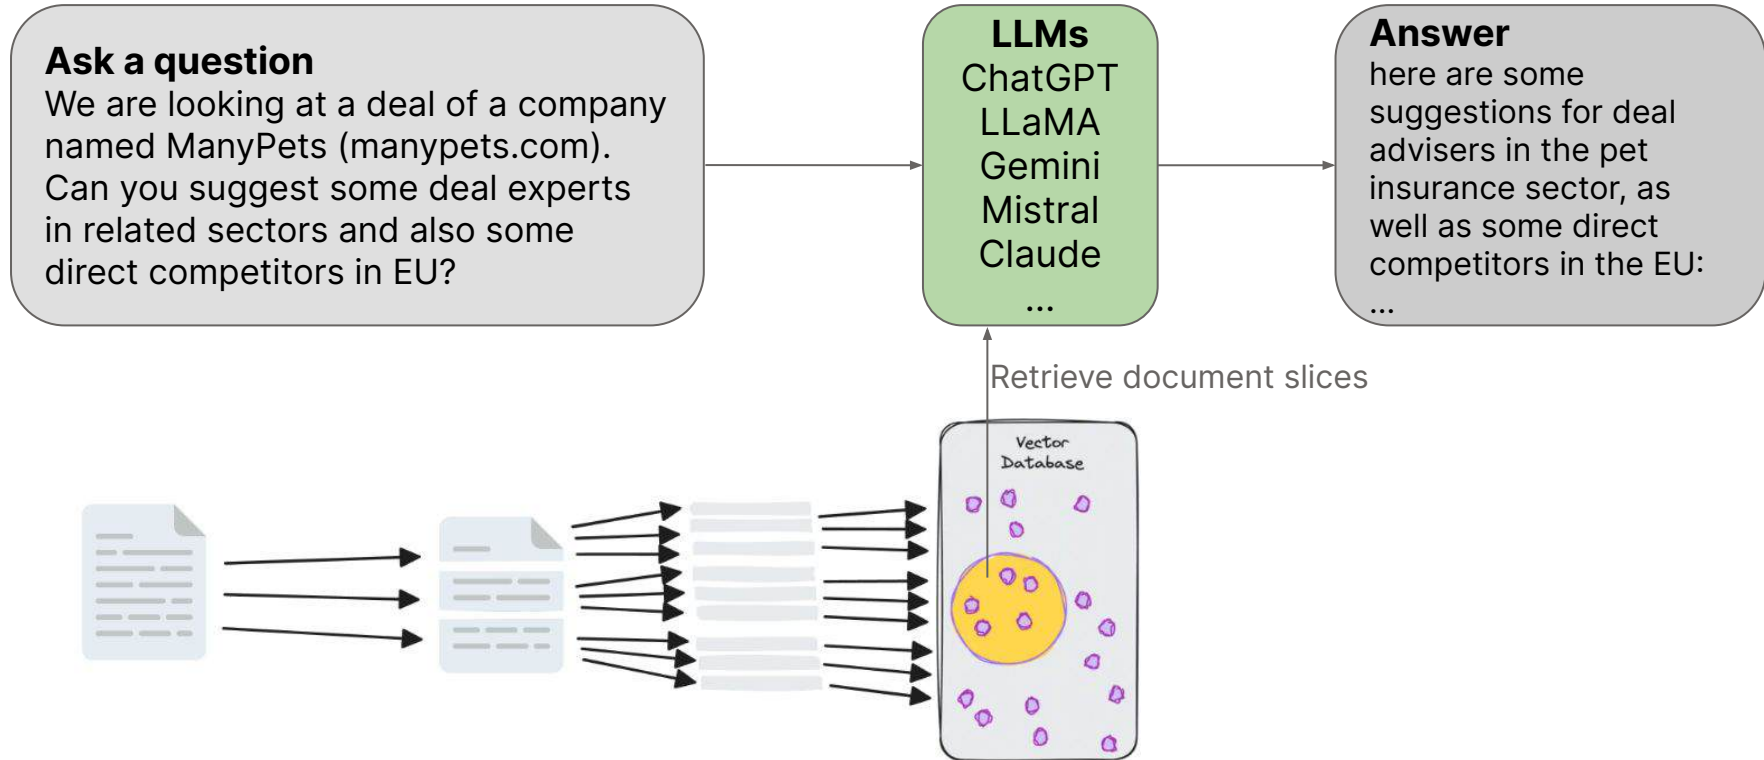 Ask a question
We are looking at a deal of a company
named ManyPets (manypets.com).
Can you suggest some deal experts
in related sectors and also some
direct competitors in EU?
LLMs
ChatGPT
LLaMA
Gemini
Mistral
Claude
...
Answer
here are some
suggestions for deal
advisers in the pet
insurance sector, as
well as some direct
competitors in the EU:
...
Retrieve document slices
Vector
Database